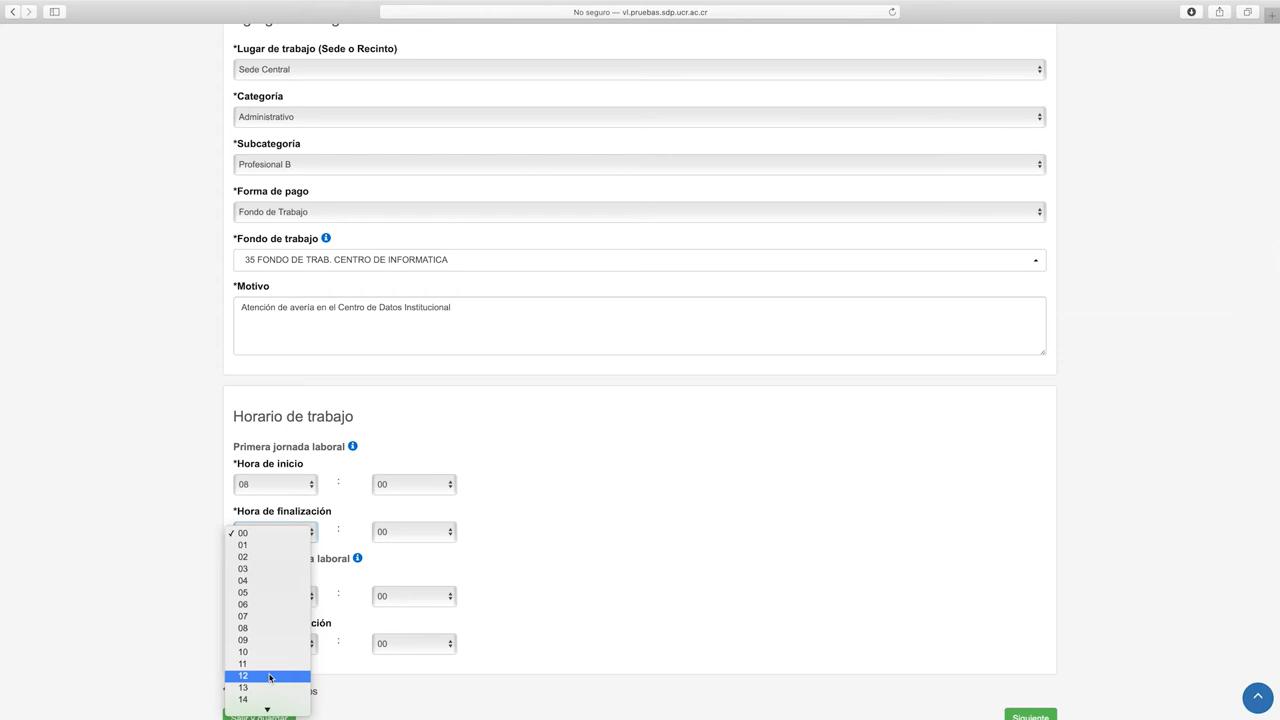 No seguro — vl.pruebas.sdp.ucr.ac.cr
*Lugar de trabajo (Sede o Recinto)
Sede Central
*Categoría
Administrativo
*Subcategoría
Profesional B
*Forma de pago
Fondo de Trabajo
*Fondo de trabajo
35 FONDO DE TRAB. CENTRO DE INFORMATICA
*Motivo
Atención de avería en el Centro de Datos Institucional
Horario de trabajo
Primera jornada laboral
*Hora de inicio
08 : 00
*Hora de finalización
: 00
✓ 00
01
02
laboral
03
04
05
: 00
06
07
ción
08
09
: 00
10
11
12
13
14
Salir y guardar
Siguiente